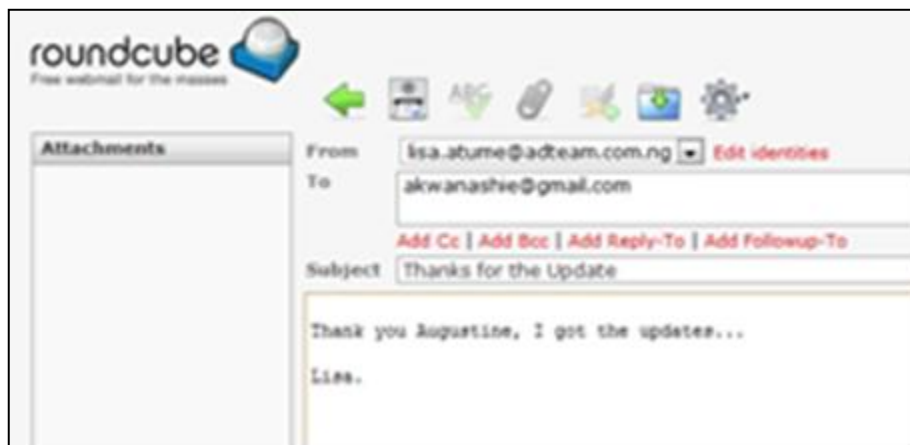 roundcube
Free webmail for the masses
ABC
Attachments
From lisa.atume@adteam.com.ng Edit identities
To akwanashie@gmail.com
Add Cc | Add Bcc | Add Reply-To | Add Followup-To
Subject Thanks for the Update
Thank you Augustine, I got the updates...
Lisa.